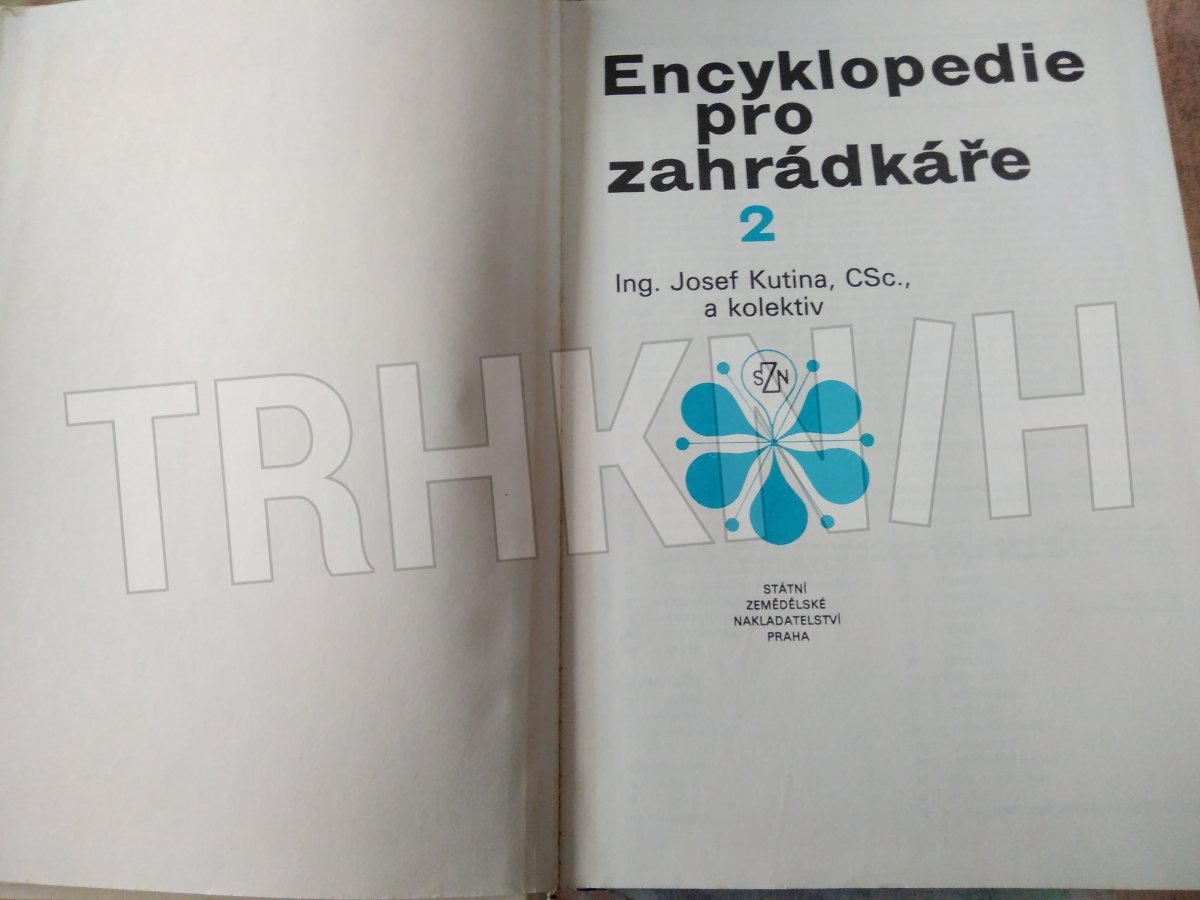 Encyklopedie
pro
zahrádkáře
2
Ing. Josef Kutina, CSc.,
a kolektiv
SZN
TRHKNIH
STÁTNÍ
ZEMĚDĚLSKÉ
NAKLADATELSTVÍ
PRAHA